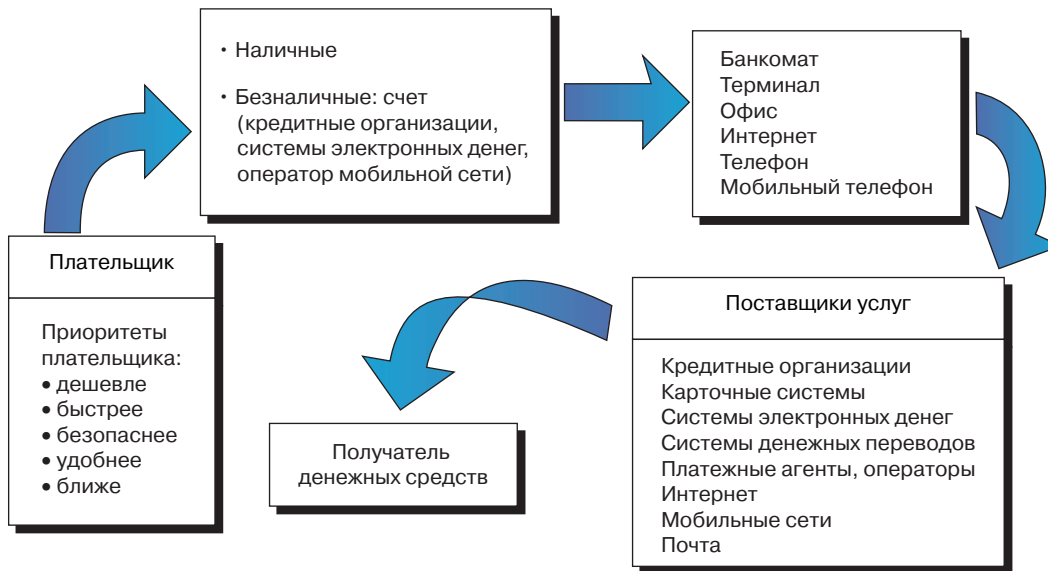 Плательщик
Приоритеты
плательщика:
• дешевле
• быстрее
• безопаснее
• удобнее
• ближе
• Наличные
• Безналичные: счет
(кредитные организации,
системы электронных денег,
оператор мобильной сети)
Банкомат
Терминал
Офис
Интернет
Телефон
Мобильный телефон
Поставщики услуг
Кредитные организации
Карточные системы
Системы электронных денег
Системы денежных переводов
Платежные агенты, операторы
Интернет
Мобильные сети
Почта
Получатель
денежных средств